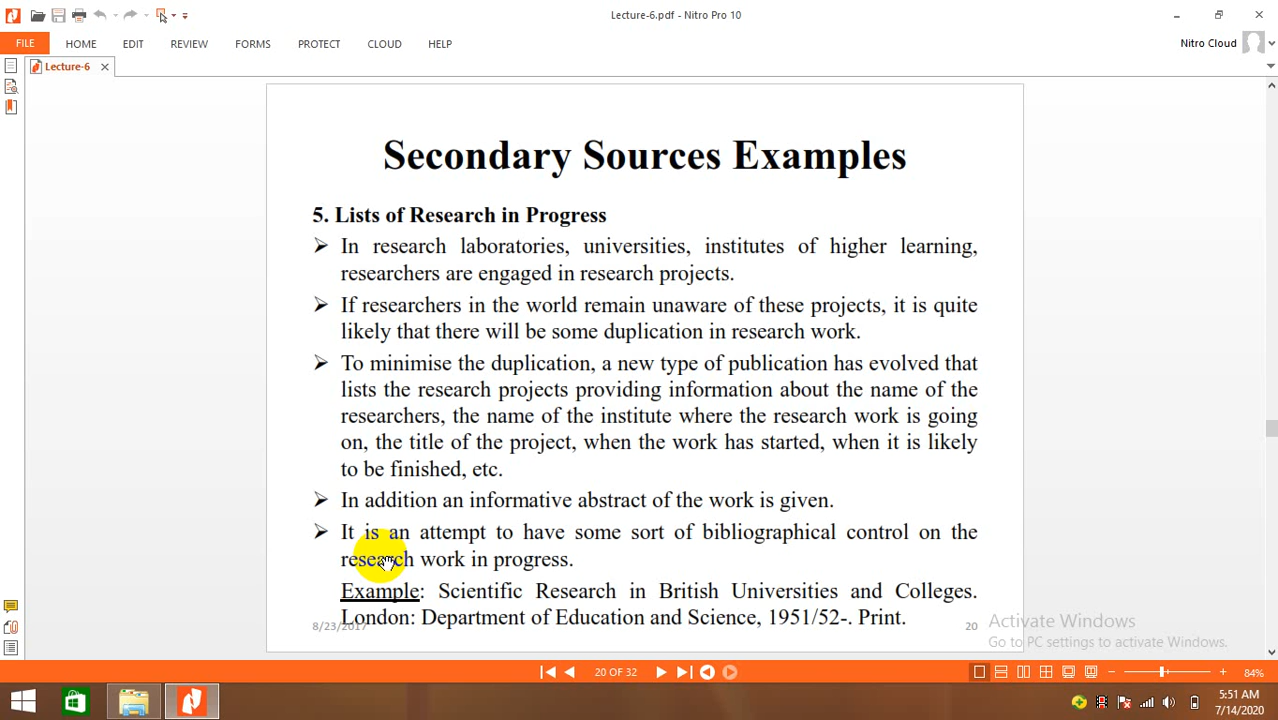 Lecture-6.pdf - Nitro Pro 10
FILE HOME EDIT REVIEW FORMS PROTECT CLOUD HELP Nitro Cloud
Lecture-6
Secondary Sources Examples
5. Lists of Research in Progress
➢ In research laboratories, universities, institutes of higher learning,
researchers are engaged in research projects.
➢ If researchers in the world remain unaware of these projects, it is quite
likely that there will be some duplication in research work.
➢ To minimise the duplication, a new type of publication has evolved that
lists the research projects providing information about the name of the
researchers, the name of the institute where the research work is going
on, the title of the project, when the work has started, when it is likely
to be finished, etc.
➢ In addition an informative abstract of the work is given.
➢ It is an attempt to have some sort of bibliographical control on the
research work in progress.
Example: Scientific Research in British Universities and Colleges.
London: Department of Education and Science, 1951/52-. Print.
8/23/2017 20
Activate Windows
Go to PC settings to activate Windows.
20 OF 32 84%
5:51 AM
7/14/2020